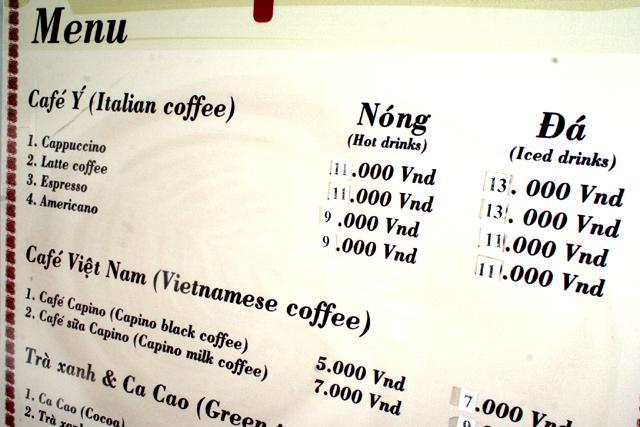 Menu
Café Ý (Italian coffee) Nóng Đá
(Hot drinks) (Iced drinks)
1. Cappuccino 11.000 Vnd 13.000 Vnd
2. Latte coffee 11.000 Vnd 13.000 Vnd
3. Espresso 9.000 Vnd 11.000 Vnd
4. Americano 9.000 Vnd 11.000 Vnd
Café Việt Nam (Vietnamese coffee)
1. Café Capino (Capino black coffee) 5.000 Vnd 7.000 Vnd
2. Café sữa Capino (Capino milk coffee) 7.000 Vnd 9
Trà xanh & Ca Cao (Green
1. Ca Cao (Cocoa)
2. Trà